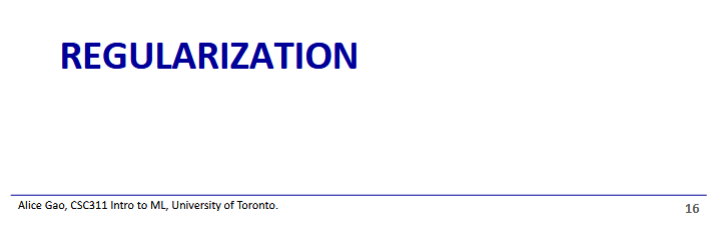 REGULARIZATION
Alice Gao, CSC311 Intro to ML, University of Toronto.
16